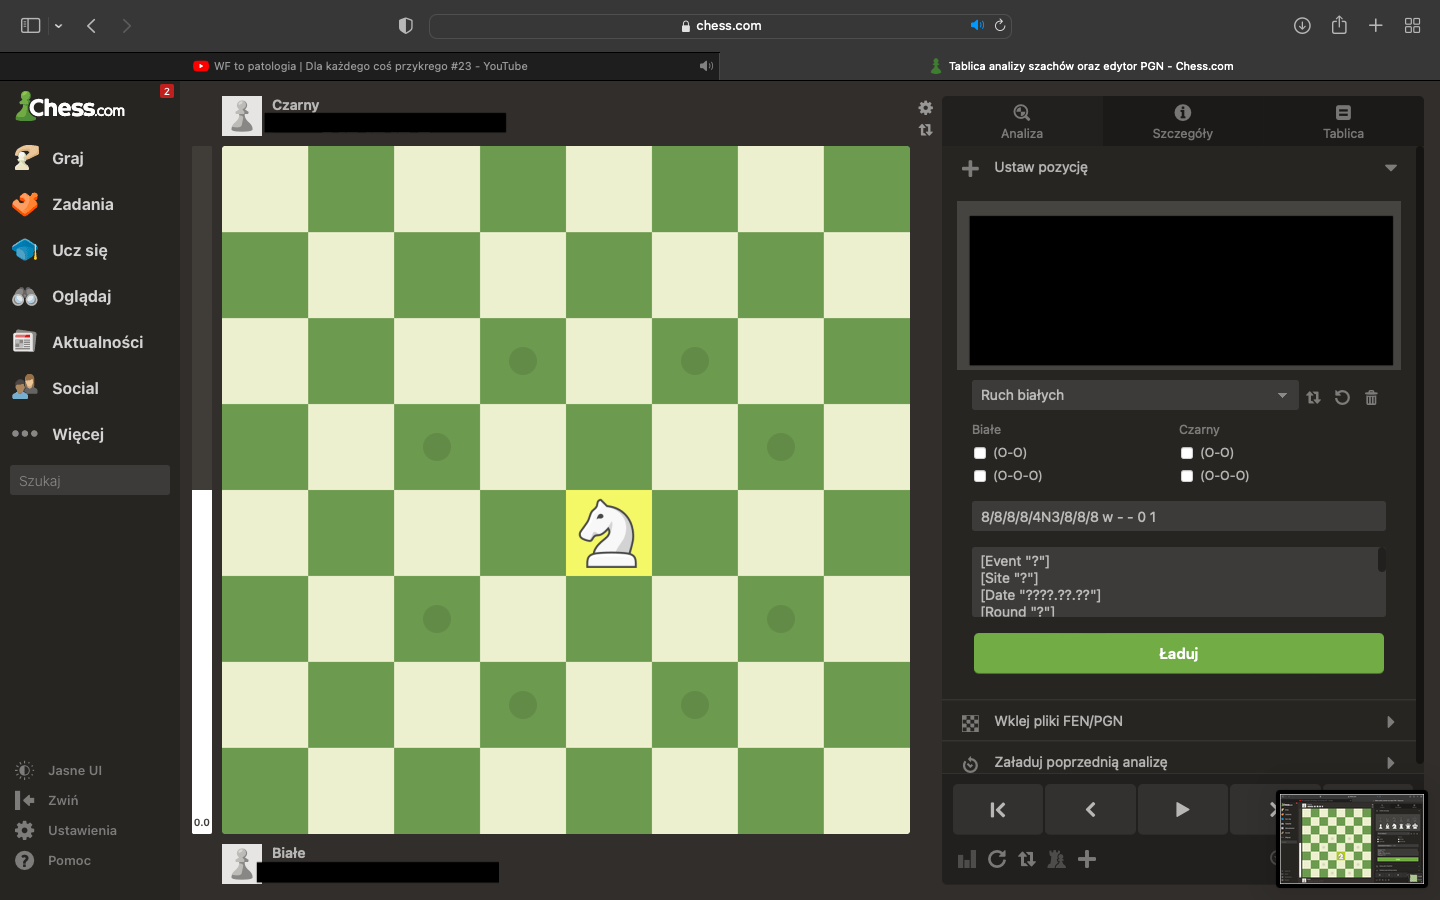 chess.com
WF to patologia | Dla każdego coś przykrego #23 - YouTube
Tablica analizy szachów oraz edytor PGN - Chess.com
Chess.com
2
Graj
Zadania
Ucz się
Oglądaj
Aktualności
Social
Więcej
Szukaj
Jasne UI
Zwiń
Ustawienia
Pomoc
Czarny
0.0
Białe
Analiza
Szczegóły
Tablica
Ustaw pozycję
Ruch białych
Białe
Czarny
(O-O)
(O-O)
(O-O-O)
(O-O-O)
8/8/8/8/4N3/8/8/8 w - - 0 1
[Event "?"]
[Site "?"]
[Date "????.??.??"]
[Round "?"]
Ładuj
Wklej pliki FEN/PGN
Załaduj poprzednią analizę